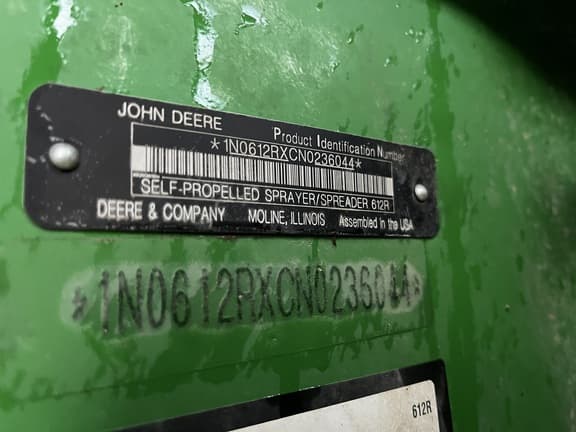 JOHN DEERE
Product Identification Number
*1N0612RXCN0236044*
SELF-PROPELLED SPRAYER/SPREADER 612R
DEERE & COMPANY MOLINE, ILLINOIS Assembled in the USA
*1N0612RXCN0236044*
612R